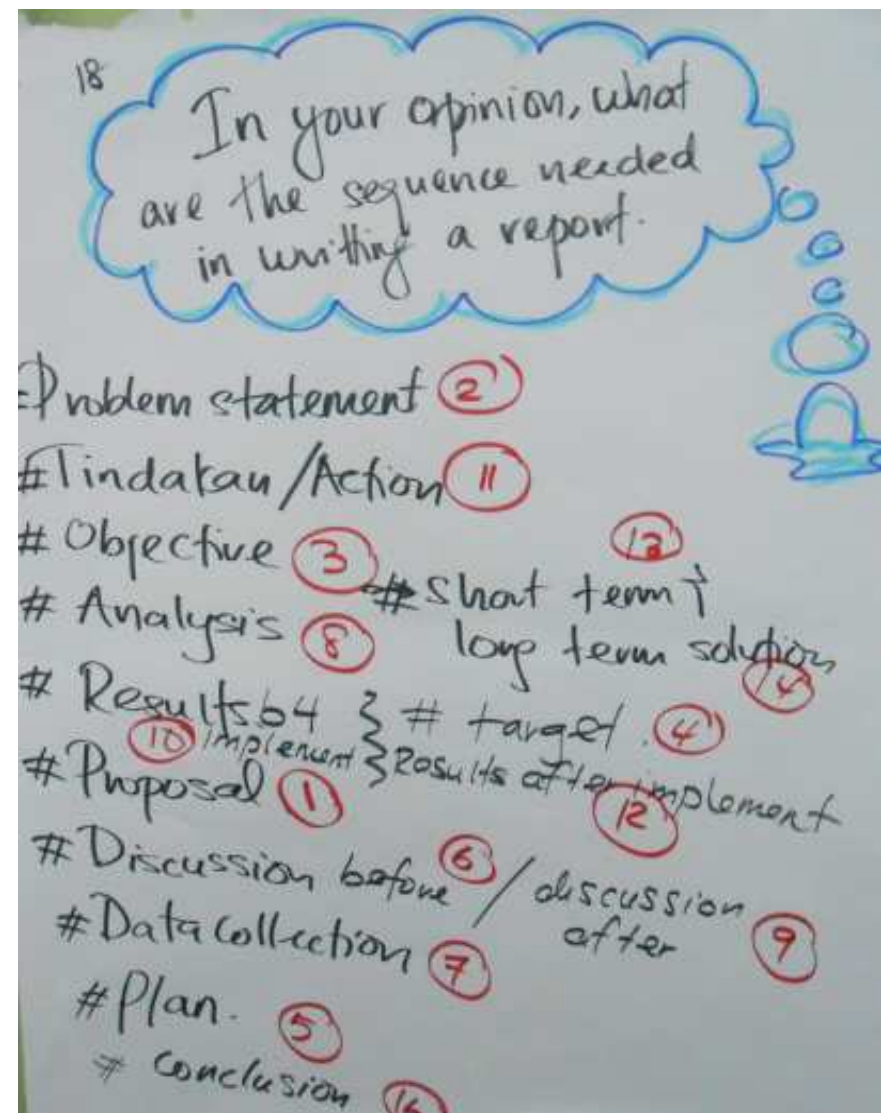 18
In your opinion, what
are the sequence needed
in writting a report.
Problem statement 2
#Tindakan/Action 11
# Objective 3
13
# Short term &
# Analysis 8
long term solution
14
# Results b4 } # target. 4
10 implement } Results after implement
12
#Proposal 1
#Discussion before 6 / discussion
after 9
#Data collection 7
#Plan. 5
# Conclusion